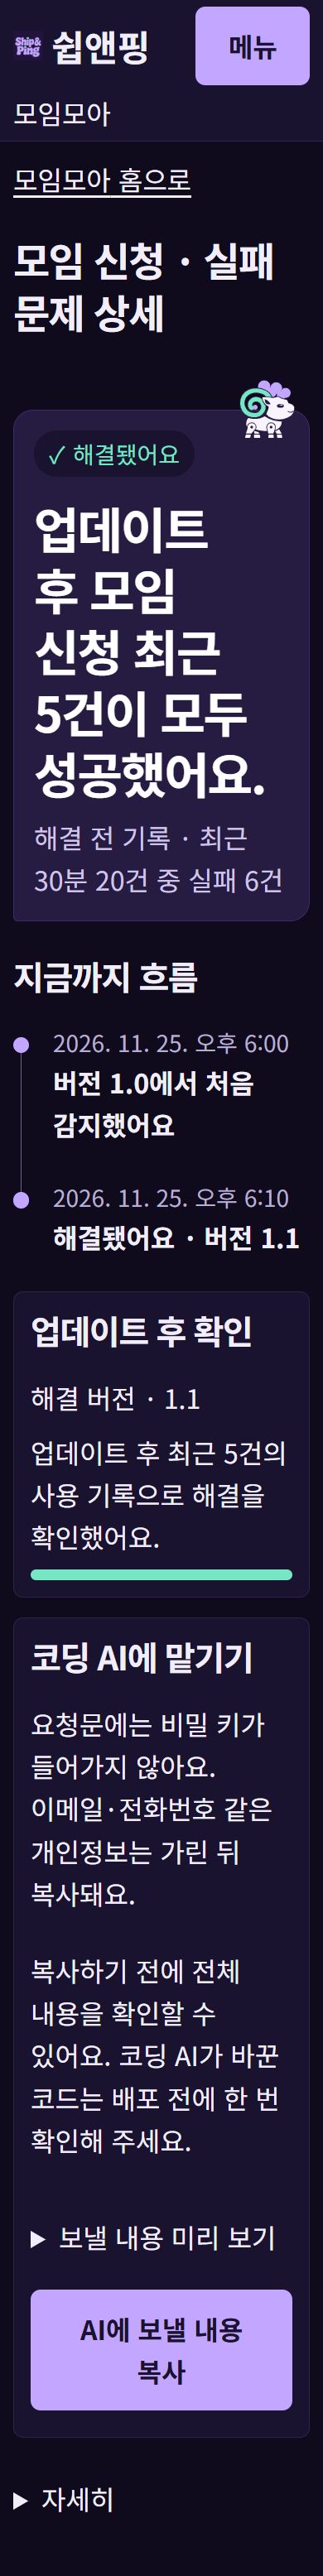 Ship&
Ping
쉽앤핑
메뉴
모임모아
모임모아 홈으로
모임 신청 · 실패
문제 상세
✓ 해결됐어요
업데이트
후 모임
신청 최근
5건이 모두
성공했어요.
해결 전 기록 · 최근
30분 20건 중 실패 6건
지금까지 흐름
2026. 11. 25. 오후 6:00
버전 1.0에서 처음
감지했어요
2026. 11. 25. 오후 6:10
해결됐어요 · 버전 1.1
업데이트 후 확인
해결 버전 · 1.1
업데이트 후 최근 5건의
사용 기록으로 해결을
확인했어요.
코딩 AI에 맡기기
요청문에는 비밀 키가
들어가지 않아요.
이메일·전화번호 같은
개인정보는 가린 뒤
복사돼요.
복사하기 전에 전체
내용을 확인할 수
있어요. 코딩 AI가 바꾼
코드는 배포 전에 한 번
확인해 주세요.
▶ 보낼 내용 미리 보기
AI에 보낼 내용
복사
▶ 자세히